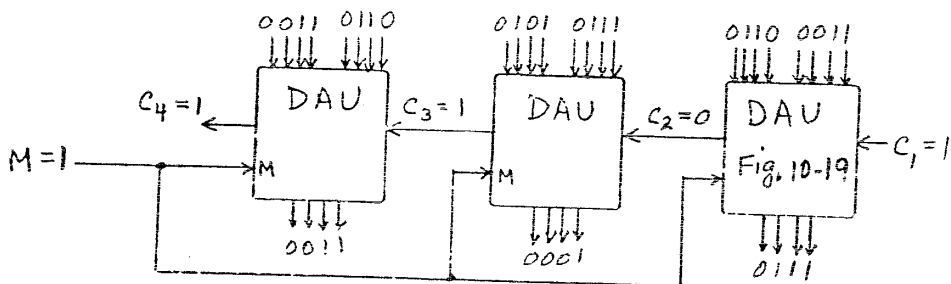 0011 0110 0101 0111 0110 0011
DAU DAU DAU
C₄=1 C₃=1 C₂=0 C₁=1
M=1 M M Fig. 10-19
0011 0001 0111